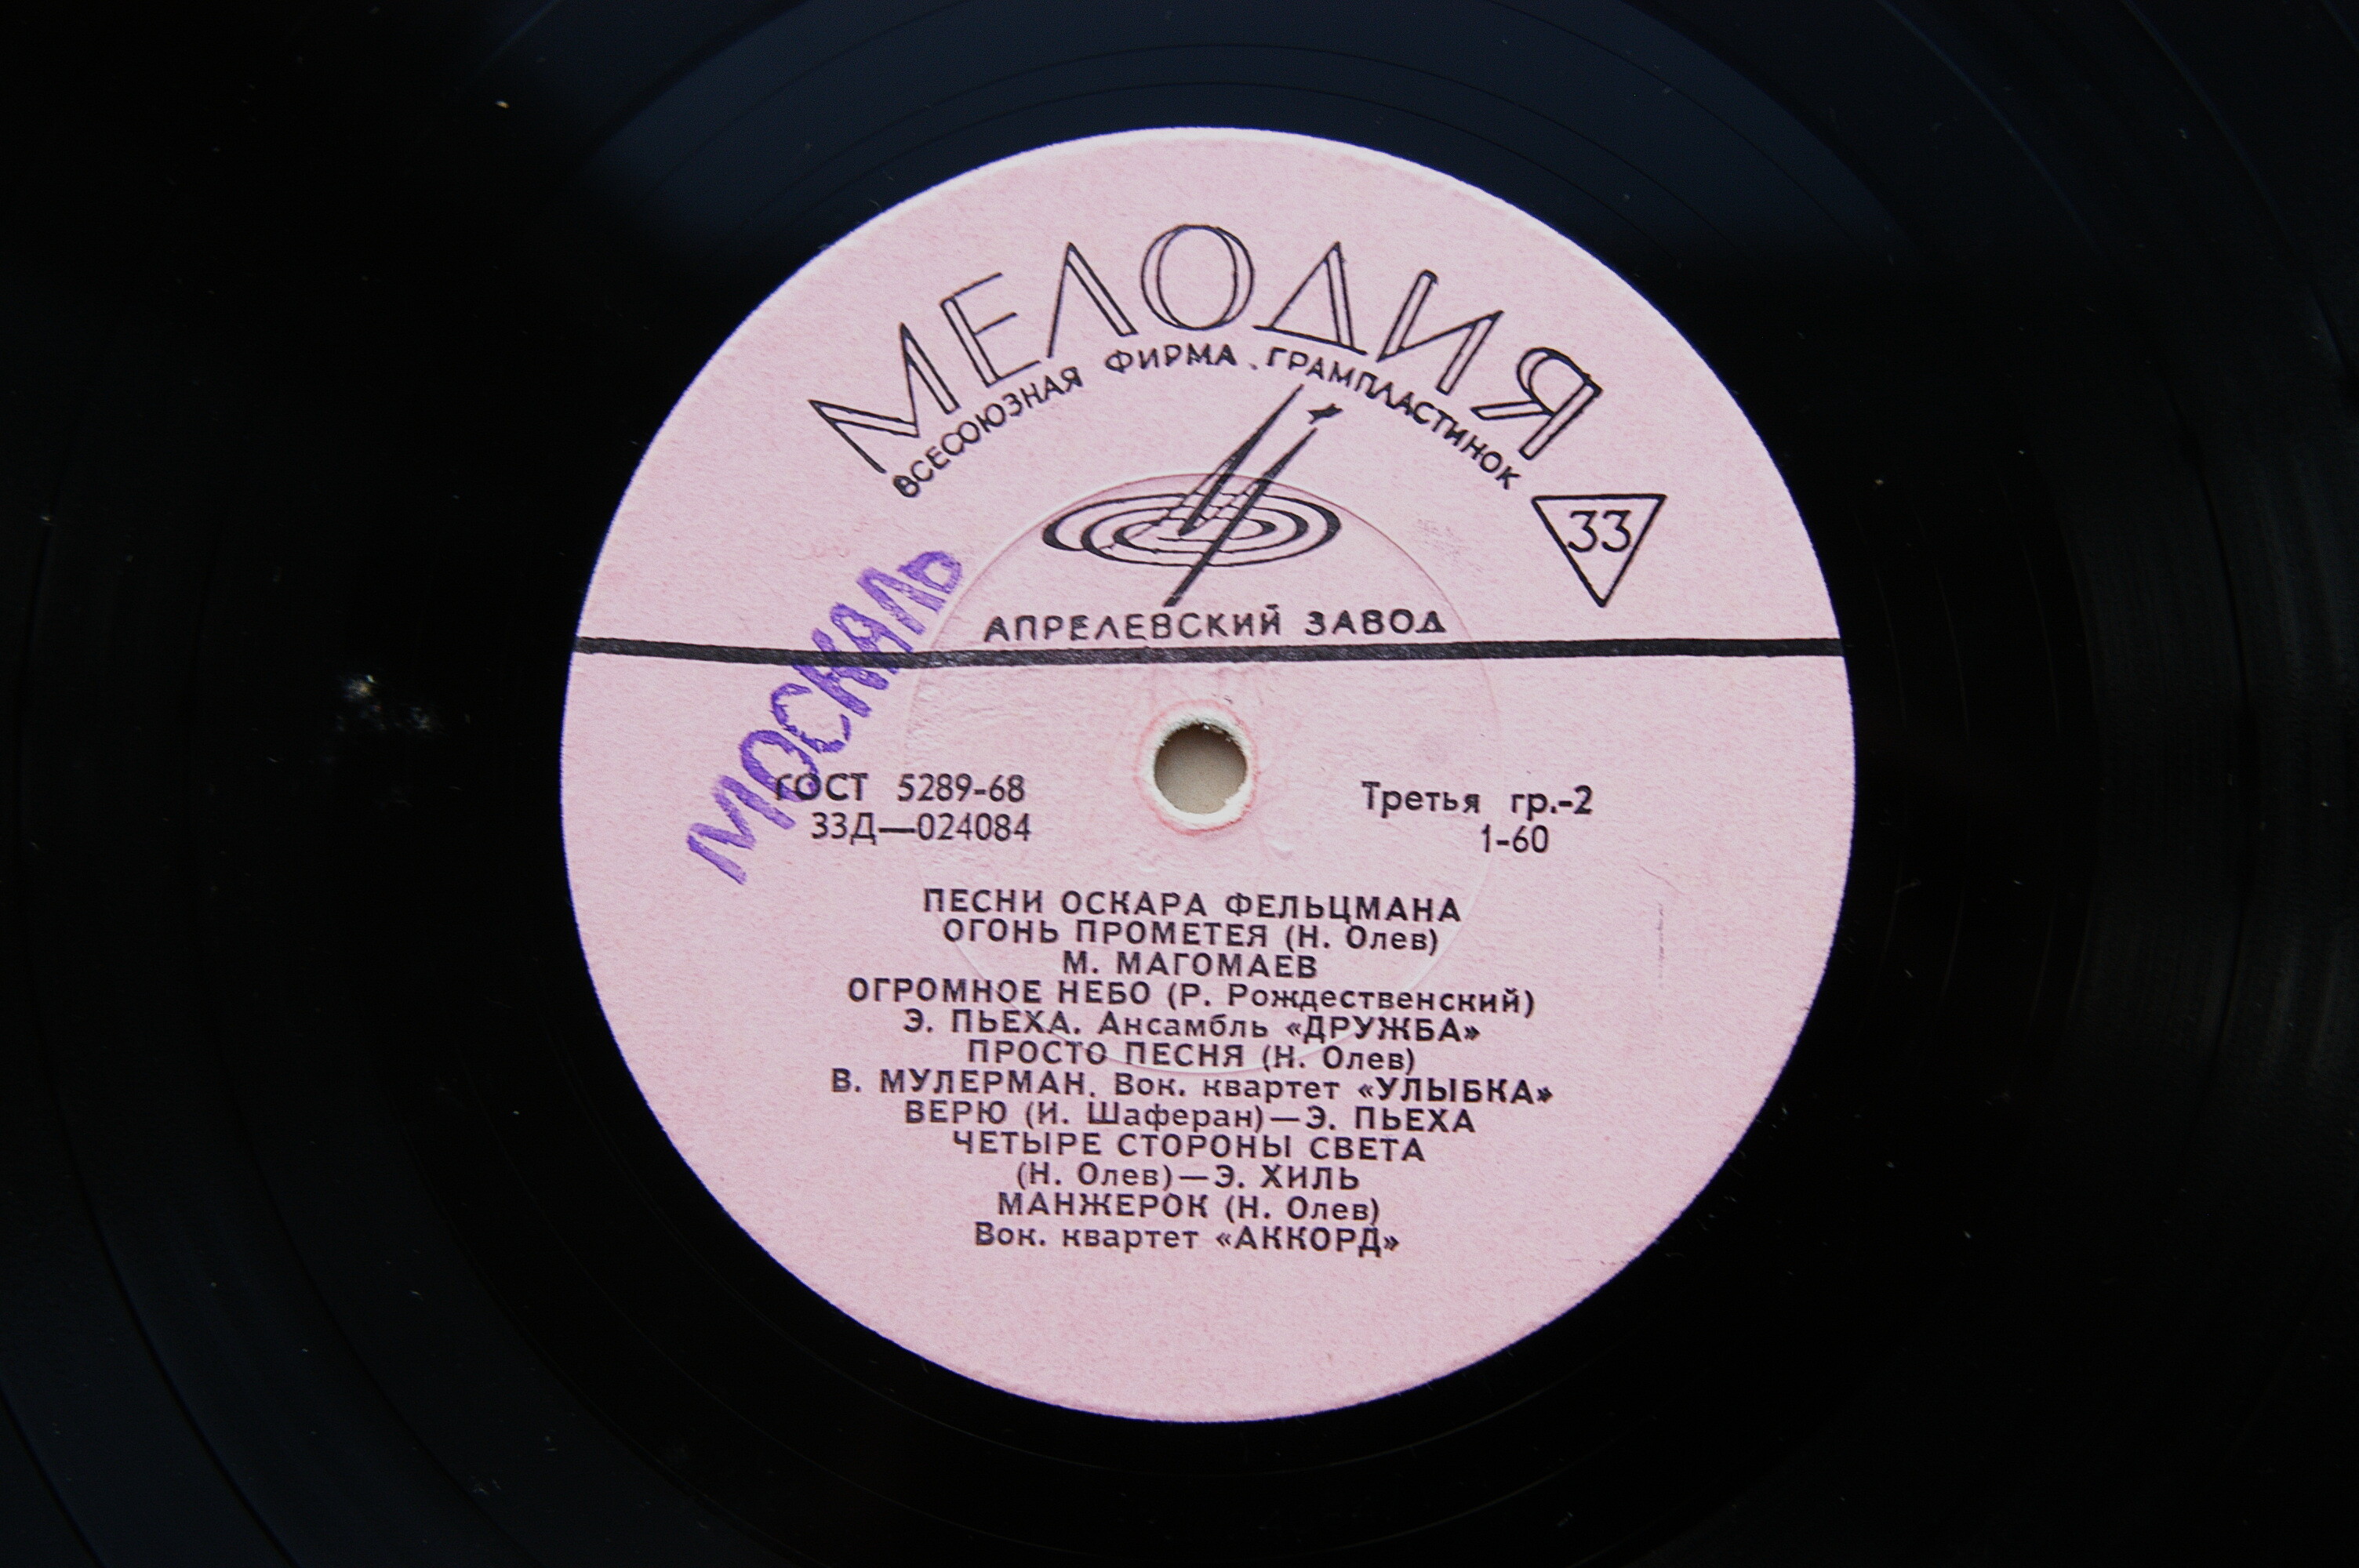 МЕЛОДИЯ
ВСЕСОЮЗНАЯ ФИРМА ГРАМПЛАСТИНОК
33
АПРЕЛЕВСКИЙ ЗАВОД
МОСКАЛЬ
ГОСТ 5289-68
33Д—024084
Третья гр.-2
1-60
ПЕСНИ ОСКАРА ФЕЛЬЦМАНА
ОГОНЬ ПРОМЕТЕЯ (Н. Олев)
М. МАГОМАЕВ
ОГРОМНОЕ НЕБО (Р. Рождественский)
Э. ПЬЕХА. Ансамбль «ДРУЖБА»
ПРОСТО ПЕСНЯ (Н. Олев)
В. МУЛЕРМАН. Вок. квартет «УЛЫБКА»
ВЕРЮ (И. Шаферан)—Э. ПЬЕХА
ЧЕТЫРЕ СТОРОНЫ СВЕТА
(Н. Олев)—Э. ХИЛЬ
МАНЖЕРОК (Н. Олев)
Вок. квартет «АККОРД»